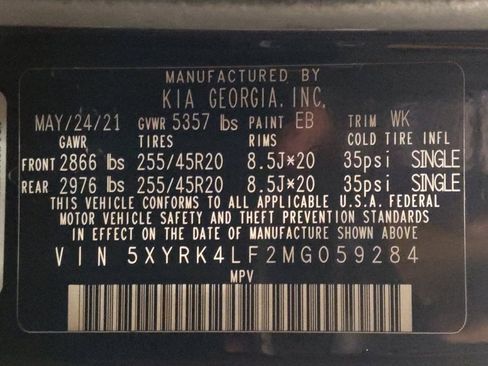 MANUFACTURED BY
KIA GEORGIA, INC.
MAY/24/21 GVWR 5357 lbs PAINT EB TRIM WK
GAWR TIRES RIMS COLD TIRE INFL
FRONT 2866 lbs 255/45R20 8.5J*20 35psi SINGLE
REAR 2976 lbs 255/45R20 8.5J*20 35psi SINGLE
THIS VEHICLE CONFORMS TO ALL APPLICABLE U.S.A. FEDERAL
MOTOR VEHICLE SAFETY AND THEFT PREVENTION STANDARDS
IN EFFECT ON THE DATE OF MANUFACTURE SHOWN ABOVE
VIN 5XYRK4LF2MG059284
MPV